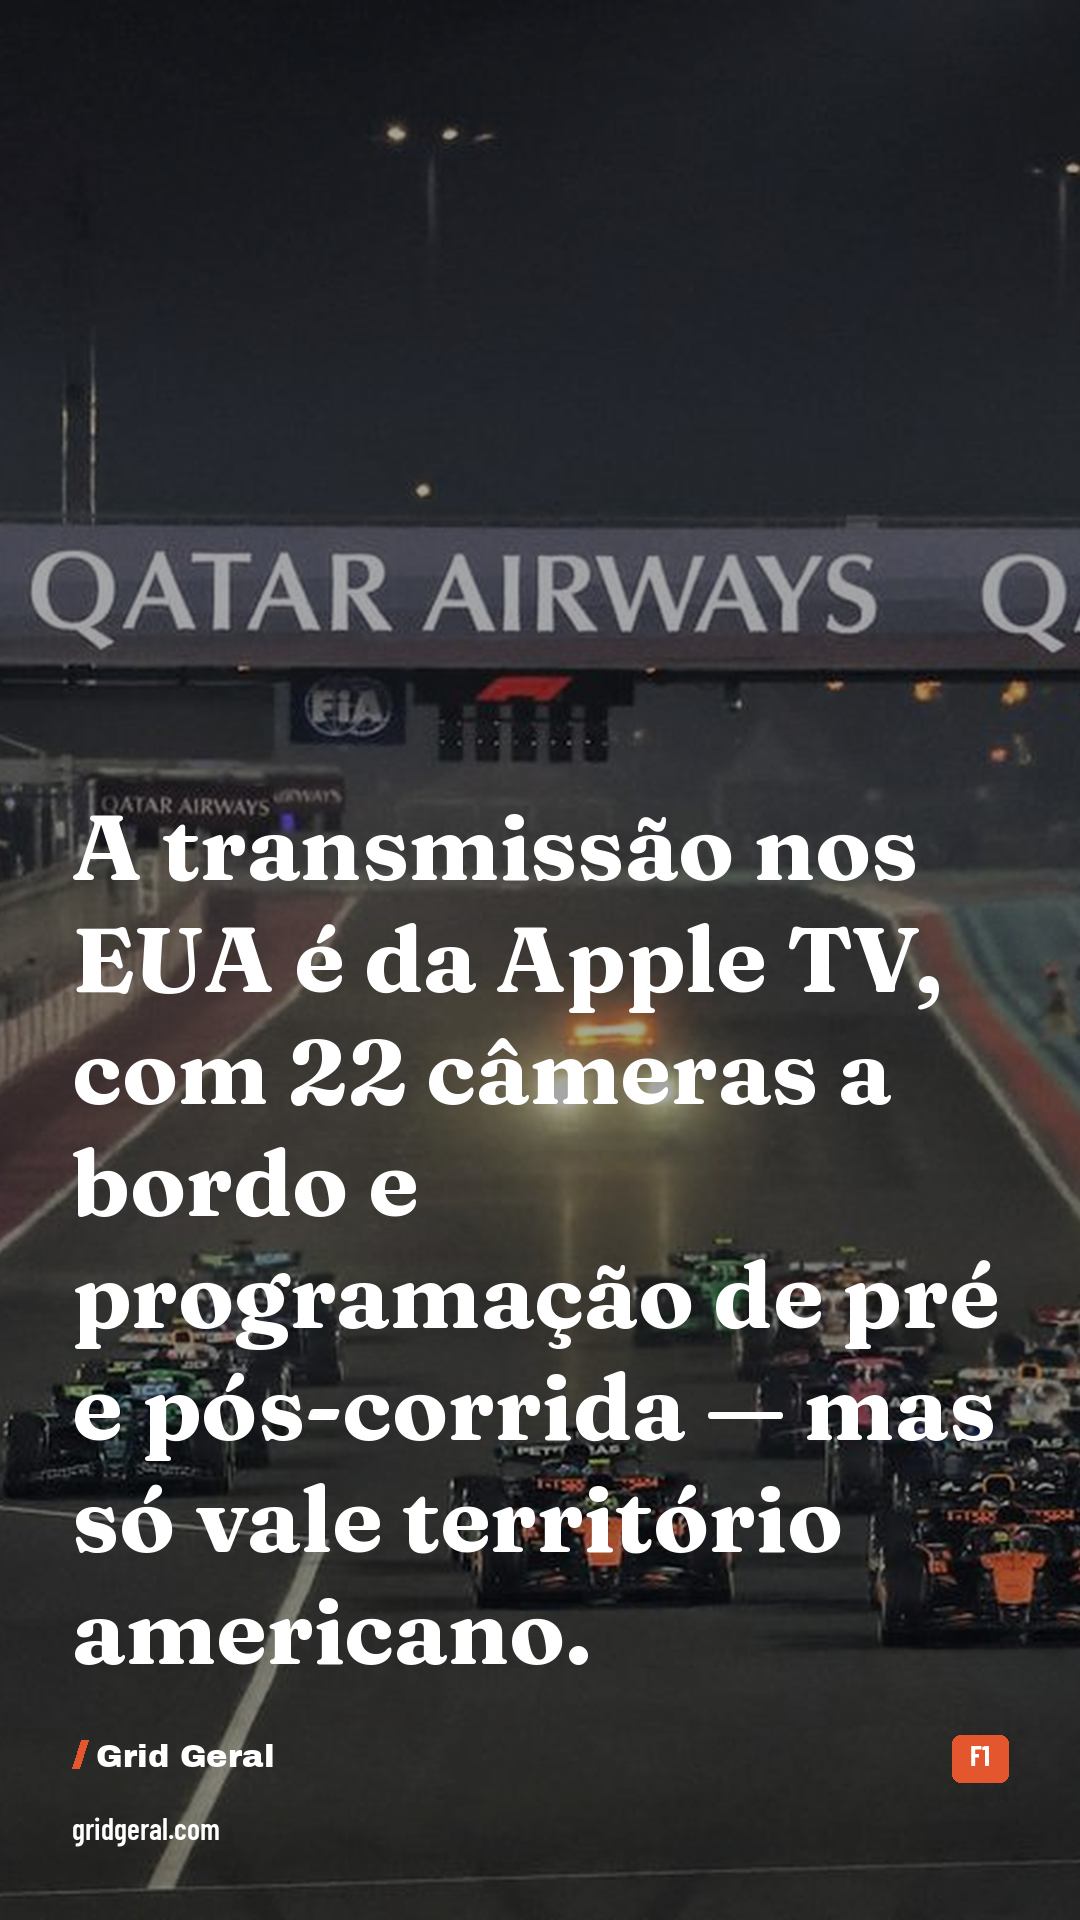 QATAR AIRWAYS Q
FIA
QATAR AIRWAYS
AIRWAYS
A transmissão nos
EUA é da Apple TV,
com 22 câmeras a
bordo e
programação de pré
e pós-corrida — mas
só vale território
americano.
/ Grid Geral
F1
gridgeral.com